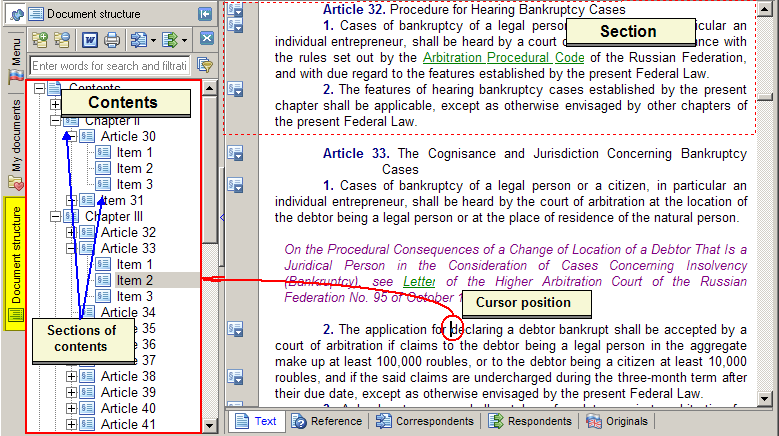 Document structure
Menu
My documents
Document structure
Enter words for search and filtrati
Contents
Contents
Chapter II
Article 30
Item 1
Item 2
Item 3
Item 31
Chapter III
Article 32
Article 33
Item 1
Item 2
Item 3
Article 34
Sections of contents
35
36
37
Article 38
Article 39
Article 40
Article 41
Article 32. Procedure for Hearing Bankruptcy Cases
Section
1. Cases of bankruptcy of a legal person ticular an
individual entrepreneur, shall be heard by a court o nce with
the rules set out by the Arbitration Procedural Code of the Russian Federation,
and with due regard to the features established by the present Federal Law.
2. The features of hearing bankruptcy cases established by the present
chapter shall be applicable, except as otherwise envisaged by other chapters of
the present Federal Law.
Article 33. The Cognisance and Jurisdiction Concerning Bankruptcy
Cases
1. Cases of bankruptcy of a legal person or a citizen, in particular an
individual entrepreneur, shall be heard by the court of arbitration at the location of
the debtor being a legal person or at the place of residence of the natural person.
On the Procedural Consequences of a Change of Location of a Debtor That Is a
Juridical Person in the Consideration of Cases Concerning Insolvency
(Bankruptcy), see Letter of the Higher Arbitration Court of the Russian
Federation No. 95 of October 1
Cursor position
2. The application for declaring a debtor bankrupt shall be accepted by a
court of arbitration if claims to the debtor being a legal person in the aggregate
make up at least 100,000 roubles, or to the debtor being a citizen at least 10,000
roubles, and if the said claims are undercharged during the three-month term after
their due date, except as otherwise envisaged by the present Federal Law.
Text
Reference
Correspondents
Respondents
Originals